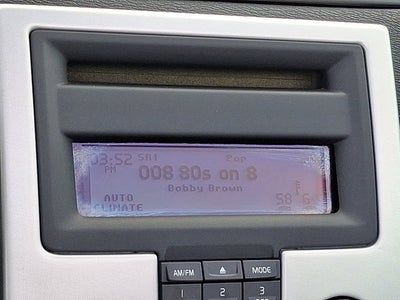 03:52 SAT Pop
PM 008 80s on 8
Bobby Brown
AUTO 58
CLIMATE
AM/FM MODE
1 2 3